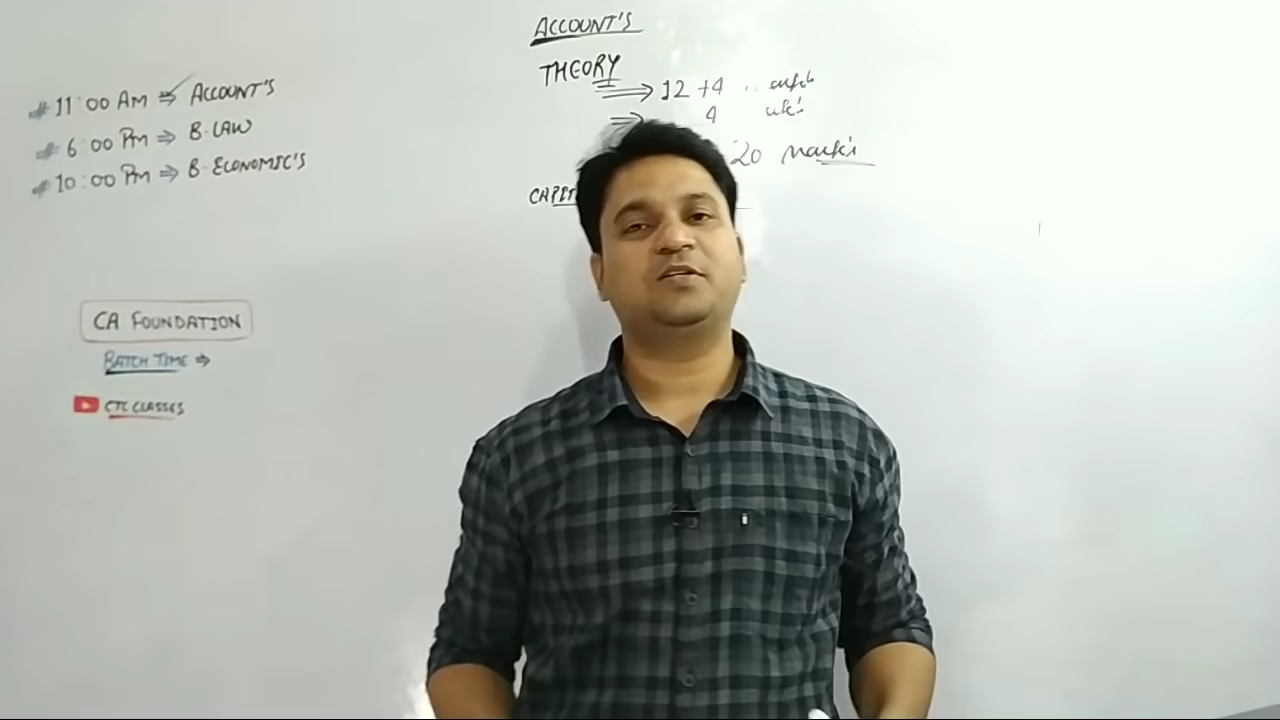 ACCOUNT'S
THEORY
⇒ 12 + 4
⇒ 4
20 Mark's
# 11:00 AM ⇒ ACCOUNT'S
# 6:00 PM ⇒ B.LAW
# 10:00 PM ⇒ B.ECONOMIC'S
CA FOUNDATION
BATCH TIME ⇒
CTC CLASSES